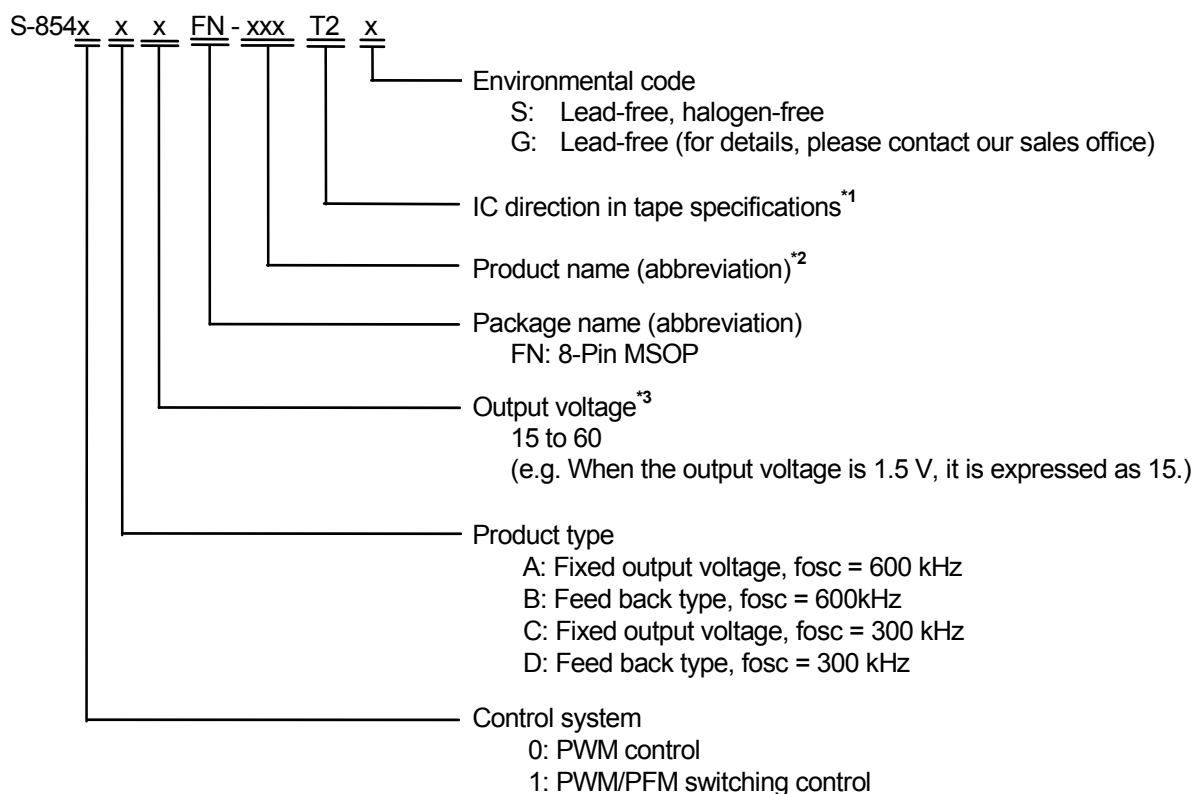 S-854x x x FN - xxx T2 x
Environmental code
S: Lead-free, halogen-free
G: Lead-free (for details, please contact our sales office)
IC direction in tape specifications*1
Product name (abbreviation)*2
Package name (abbreviation)
FN: 8-Pin MSOP
Output voltage*3
15 to 60
(e.g. When the output voltage is 1.5 V, it is expressed as 15.)
Product type
A: Fixed output voltage, fosc = 600 kHz
B: Feed back type, fosc = 600kHz
C: Fixed output voltage, fosc = 300 kHz
D: Feed back type, fosc = 300 kHz
Control system
0: PWM control
1: PWM/PFM switching control